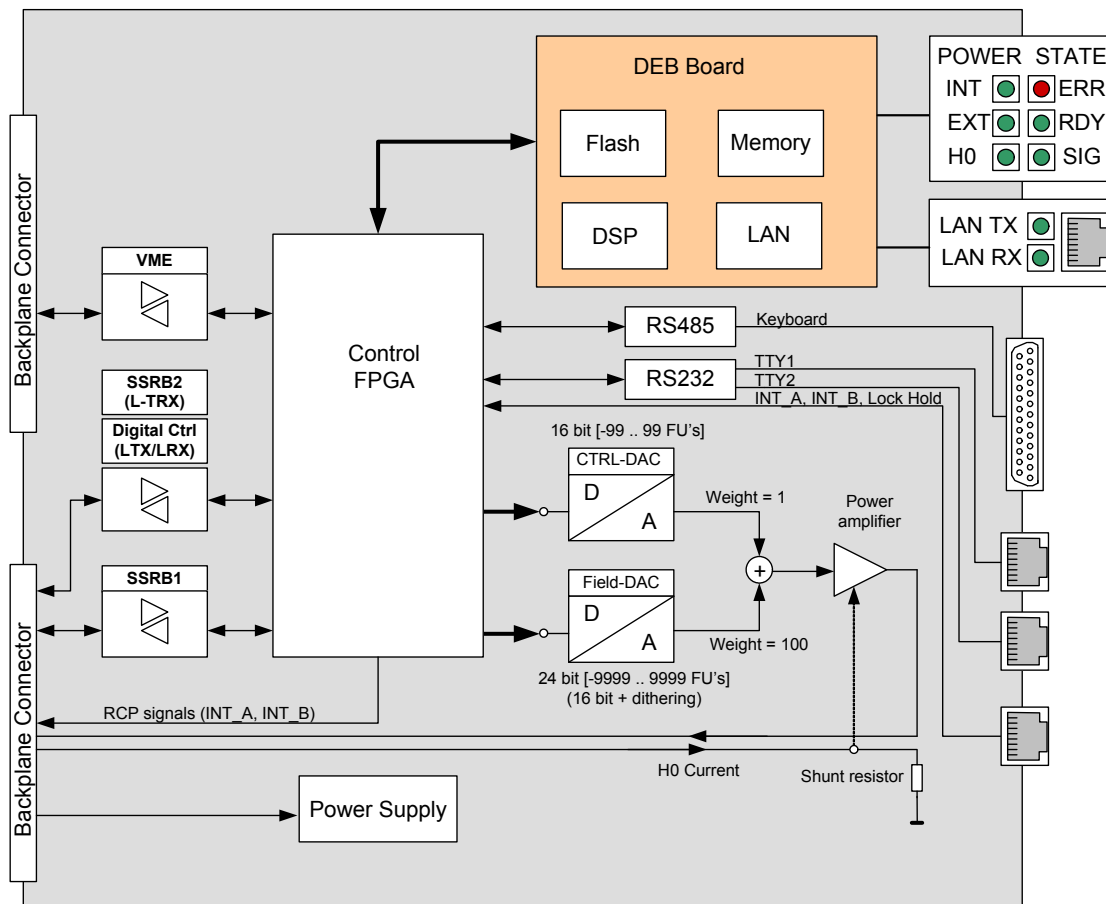 DEB Board
Flash
Memory
DSP
LAN
POWER STATE
INT ERR
EXT RDY
H0 SIG
LAN TX
LAN RX
Backplane Connector
VME
SSRB2
(L-TRX)
Digital Ctrl
(LTX/LRX)
SSRB1
Control
FPGA
RS485
Keyboard
RS232
TTY1
TTY2
INT_A, INT_B, Lock Hold
16 bit [-99 .. 99 FU's]
CTRL-DAC
D
A
Weight = 1
Power
amplifier
+
Field-DAC
D
A
Weight = 100
24 bit [-9999 .. 9999 FU's]
(16 bit + dithering)
Backplane Connector
RCP signals (INT_A, INT_B)
H0 Current
Shunt resistor
Power Supply